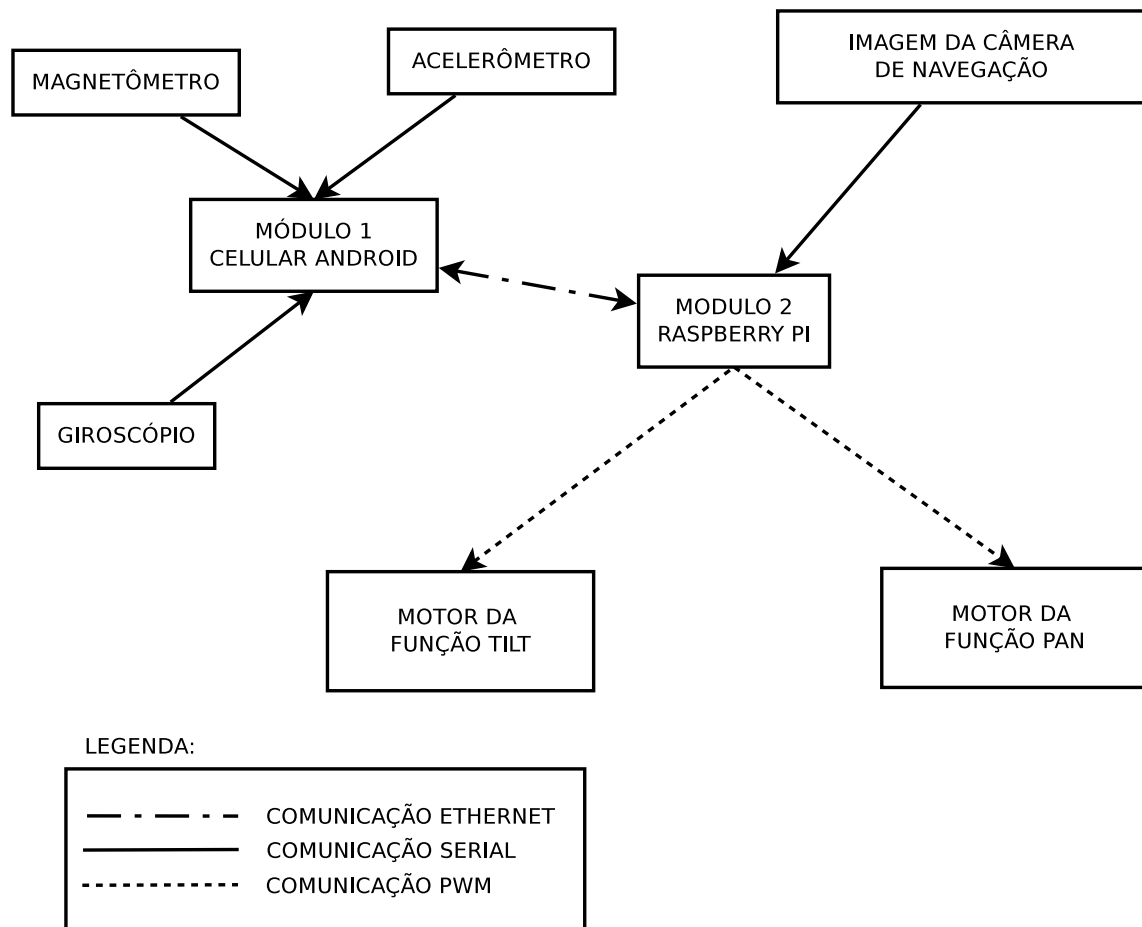 MAGNETÔMETRO
ACELERÔMETRO
IMAGEM DA CÂMERA
DE NAVEGAÇÃO
MÓDULO 1
CELULAR ANDROID
MODULO 2
RASPBERRY PI
GIROSCÓPIO
MOTOR DA
FUNÇÃO TILT
MOTOR DA
FUNÇÃO PAN
LEGENDA:
COMUNICAÇÃO ETHERNET
COMUNICAÇÃO SERIAL
COMUNICAÇÃO PWM